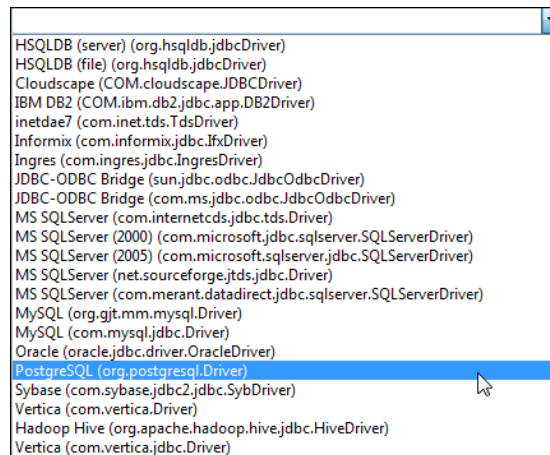 HSQLDB (server) (org.hsqldb.jdbcDriver)
HSQLDB (file) (org.hsqldb.jdbcDriver)
Cloudscape (COM.cloudscape.JDBCDriver)
IBM DB2 (COM.ibm.db2.jdbc.app.DB2Driver)
inetdae7 (com.inet.tds.TdsDriver)
Informix (com.informix.jdbc.IfxDriver)
Ingres (com.ingres.jdbc.IngresDriver)
JDBC-ODBC Bridge (sun.jdbc.odbc.JdbcOdbcDriver)
JDBC-ODBC Bridge (com.ms.jdbc.odbc.JdbcOdbcDriver)
MS SQLServer (com.internetcds.jdbc.tds.Driver)
MS SQLServer (2000) (com.microsoft.jdbc.sqlserver.SQLServerDriver)
MS SQLServer (2005) (com.microsoft.sqlserver.jdbc.SQLServerDriver)
MS SQLServer (net.sourceforge.jtds.jdbc.Driver)
MS SQLServer (com.merant.datadirect.jdbc.sqlserver.SQLServerDriver)
MySQL (org.gjt.mm.mysql.Driver)
MySQL (com.mysql.jdbc.Driver)
Oracle (oracle.jdbc.driver.OracleDriver)
PostgreSQL (org.postgresql.Driver)
Sybase (com.sybase.jdbc2.jdbc.SybDriver)
Vertica (com.vertica.Driver)
Hadoop Hive (org.apache.hadoop.hive.jdbc.HiveDriver)
Vertica (com.vertica.jdbc.Driver)